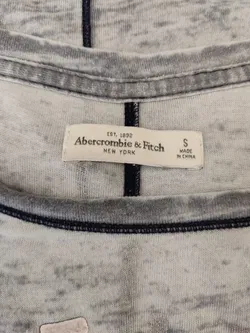 EST. 1892
Abercrombie & Fitch
NEW YORK
S
MADE
IN CHINA